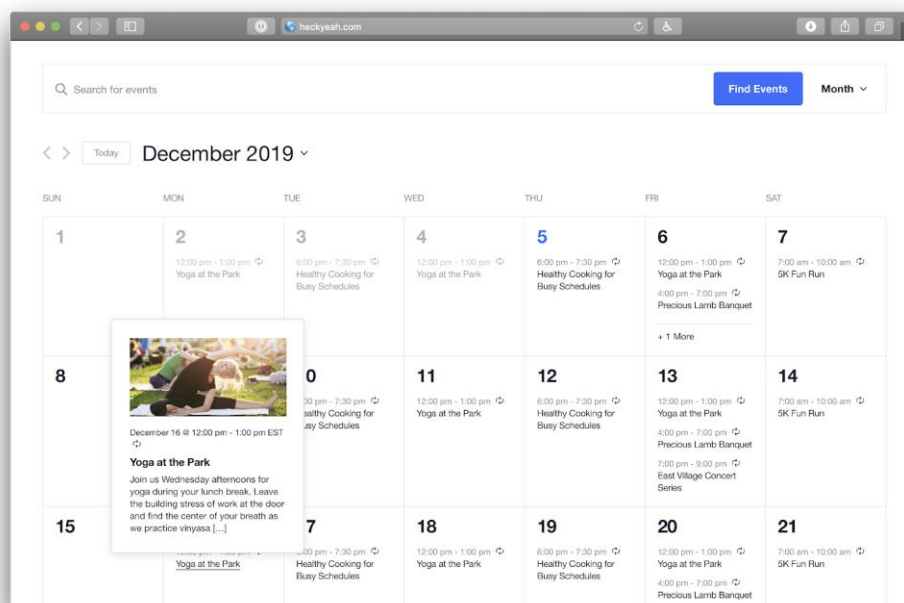 heckyeah.com
Search for events
Find Events
Month
Today
December 2019
SUN MON TUE WED THU FRI SAT
1
2
12:00 pm - 1:00 pm
Yoga at the Park
3
6:00 pm - 7:30 pm
Healthy Cooking for
Busy Schedules
4
12:00 pm - 1:00 pm
Yoga at the Park
5
6:00 pm - 7:30 pm
Healthy Cooking for
Busy Schedules
6
12:00 pm - 1:00 pm
Yoga at the Park
4:00 pm - 7:00 pm
Precious Lamb Banquet
+ 1 More
7
7:00 am - 10:00 am
5K Fun Run
8
December 16 @ 12:00 pm - 1:00 pm EST
Yoga at the Park
Join us Wednesday afternoons for
yoga during your lunch break. Leave
the building stress of work at the door
and find the center of your breath as
we practice vinyasa [...]
0
:00 pm - 7:30 pm
ealthy Cooking for
usy Schedules
11
12:00 pm - 1:00 pm
Yoga at the Park
12
6:00 pm - 7:30 pm
Healthy Cooking for
Busy Schedules
13
12:00 pm - 1:00 pm
Yoga at the Park
4:00 pm - 7:00 pm
Precious Lamb Banquet
7:00 pm - 9:00 pm
East Village Concert
Series
14
7:00 am - 10:00 am
5K Fun Run
15
Yoga at the Park
7
:00 pm - 7:30 pm
Healthy Cooking for
Busy Schedules
18
12:00 pm - 1:00 pm
Yoga at the Park
19
6:00 pm - 7:30 pm
Healthy Cooking for
Busy Schedules
20
12:00 pm - 1:00 pm
Yoga at the Park
4:00 pm - 7:00 pm
Precious Lamb Banquet
21
7:00 am - 10:00 am
5K Fun Run